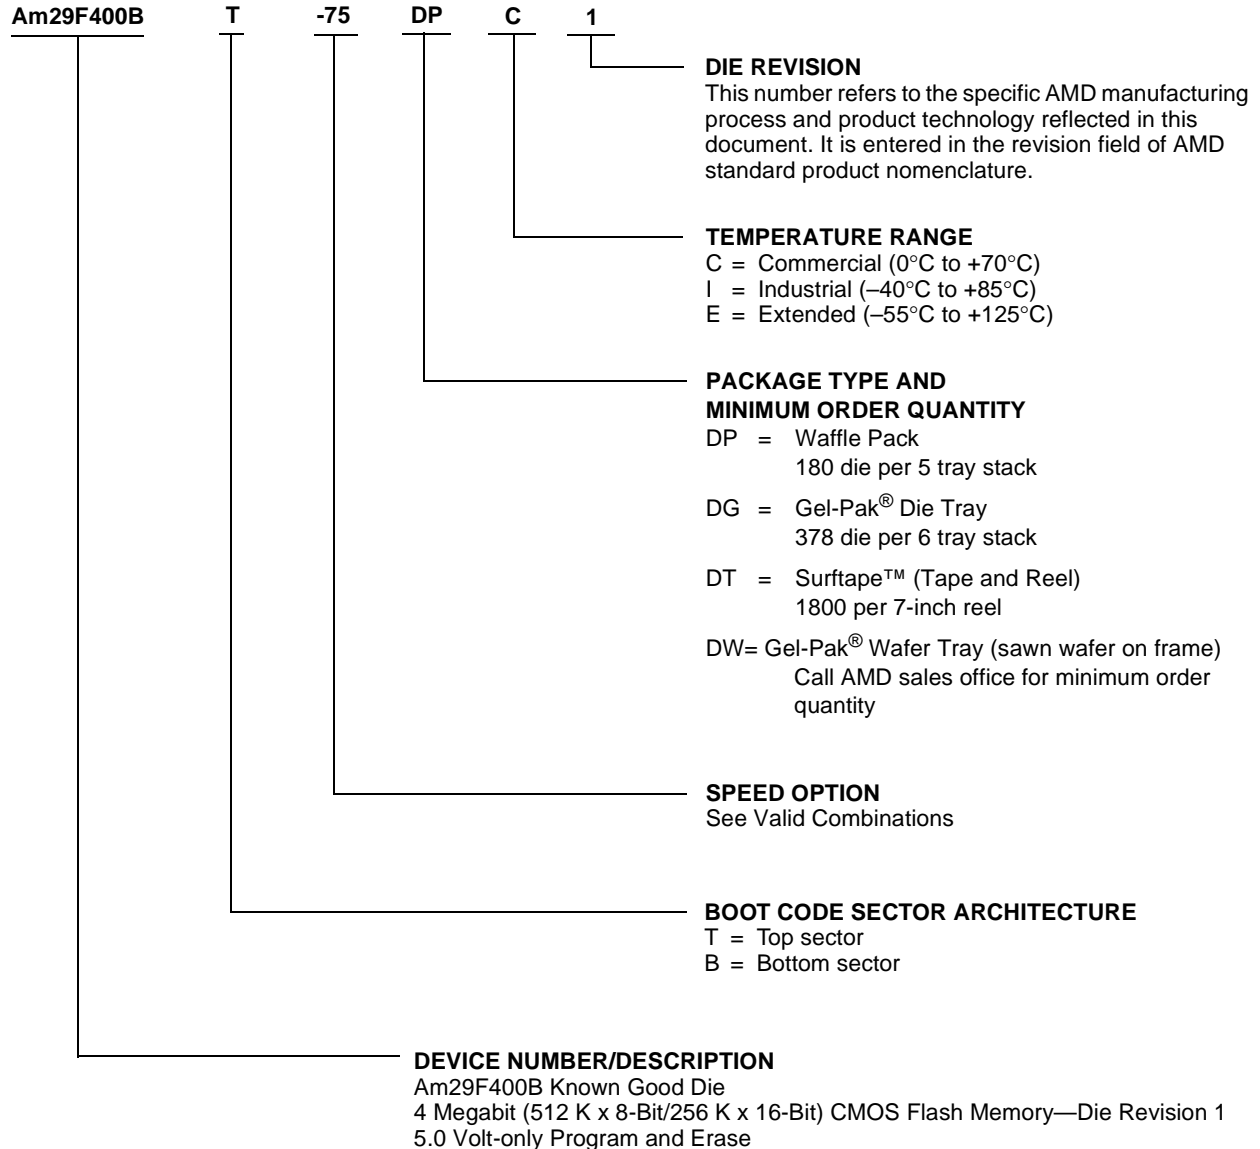 Am29F400B T -75 DP C 1
DIE REVISION
This number refers to the specific AMD manufacturing
process and product technology reflected in this
document. It is entered in the revision field of AMD
standard product nomenclature.
TEMPERATURE RANGE
C = Commercial (0°C to +70°C)
I = Industrial (–40°C to +85°C)
E = Extended (–55°C to +125°C)
PACKAGE TYPE AND
MINIMUM ORDER QUANTITY
DP = Waffle Pack
180 die per 5 tray stack
DG = Gel-Pak® Die Tray
378 die per 6 tray stack
DT = Surftape™ (Tape and Reel)
1800 per 7-inch reel
DW= Gel-Pak® Wafer Tray (sawn wafer on frame)
Call AMD sales office for minimum order
quantity
SPEED OPTION
See Valid Combinations
BOOT CODE SECTOR ARCHITECTURE
T = Top sector
B = Bottom sector
DEVICE NUMBER/DESCRIPTION
Am29F400B Known Good Die
4 Megabit (512 K x 8-Bit/256 K x 16-Bit) CMOS Flash Memory—Die Revision 1
5.0 Volt-only Program and Erase